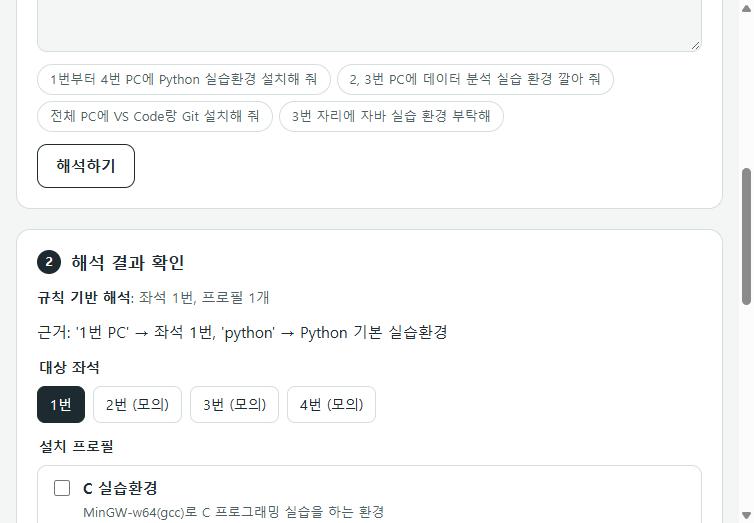 1번부터 4번 PC에 Python 실습환경 설치해 줘
2, 3번 PC에 데이터 분석 실습 환경 깔아 줘
전체 PC에 VS Code랑 Git 설치해 줘
3번 자리에 자바 실습 환경 부탁해
해석하기
2 해석 결과 확인
규칙 기반 해석: 좌석 1번, 프로필 1개
근거: '1번 PC' → 좌석 1번, 'python' → Python 기본 실습환경
대상 좌석
1번
2번 (모의)
3번 (모의)
4번 (모의)
설치 프로필
C 실습환경
MinGW-w64(gcc)로 C 프로그래밍 실습을 하는 환경